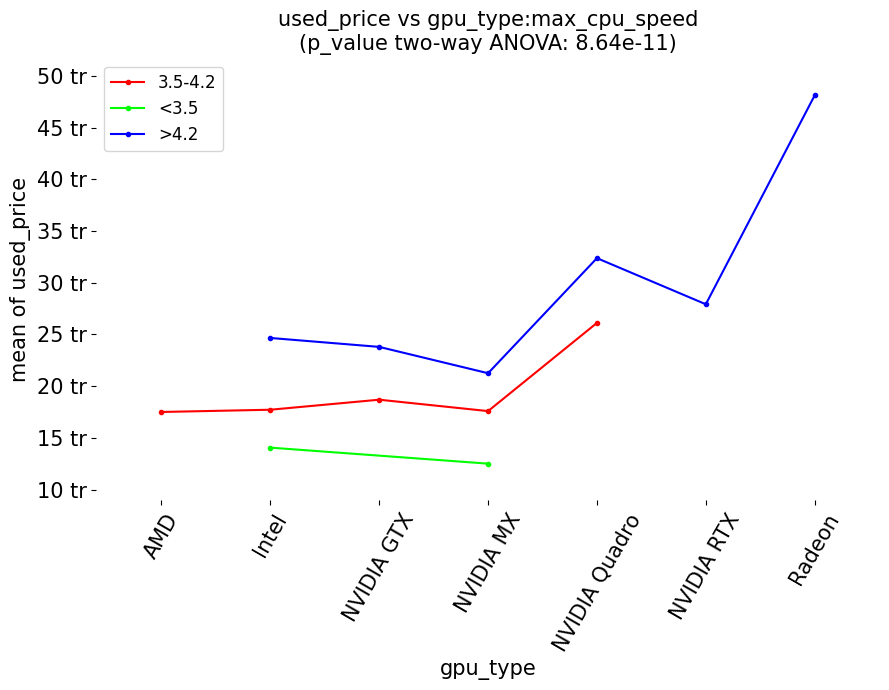 used_price vs gpu_type:max_cpu_speed
(p_value two-way ANOVA: 8.64e-11)
3.5-4.2
<3.5
>4.2
mean of used_price
50 tr
45 tr
40 tr
35 tr
30 tr
25 tr
20 tr
15 tr
10 tr
AMD
Intel
NVIDIA GTX
NVIDIA MX
NVIDIA Quadro
NVIDIA RTX
Radeon
gpu_type